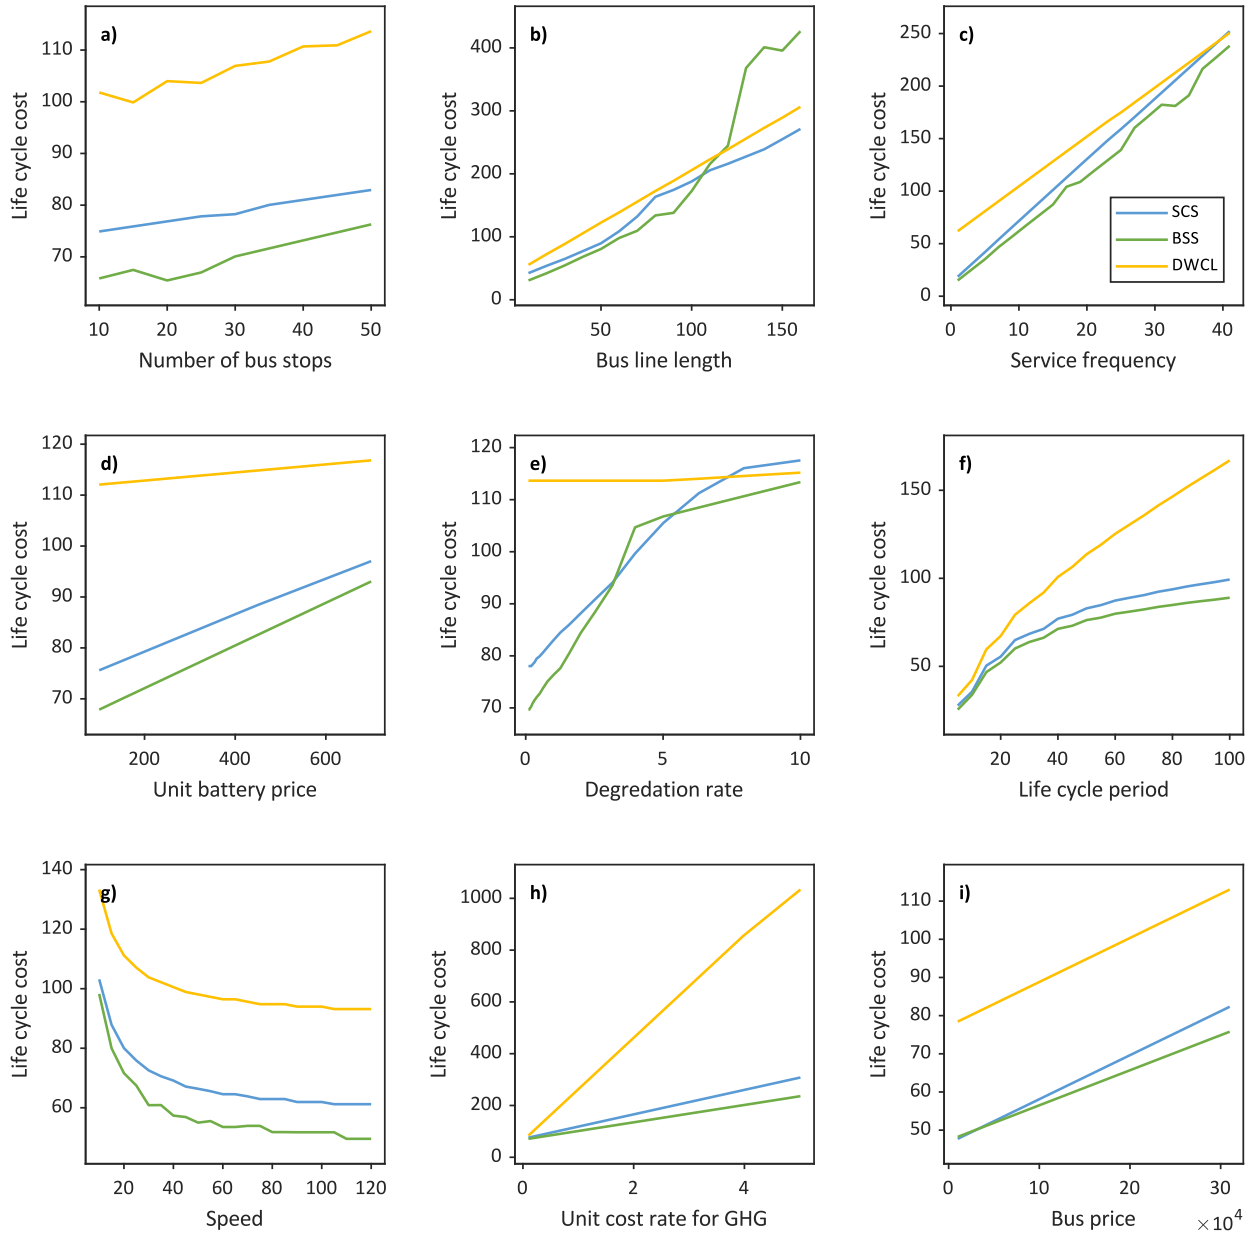 a)
Life cycle cost
110
100
90
80
70
10 20 30 40 50
Number of bus stops
b)
Life cycle cost
400
300
200
100
0
50 100 150
Bus line length
c)
Life cycle cost
250
200
150
100
50
0
SCS
BSS
DWCL
0 10 20 30 40
Service frequency
d)
Life cycle cost
120
110
100
90
80
70
200 400 600
Unit battery price
e)
Life cycle cost
120
110
100
90
80
70
0 5 10
Degredation rate
f)
Life cycle cost
150
100
50
20 40 60 80 100
Life cycle period
g)
Life cycle cost
140
120
100
80
60
20 40 60 80 100 120
Speed
h)
Life cycle cost
1000
800
600
400
200
0
0 2 4
Unit cost rate for GHG
i)
Life cycle cost
110
100
90
80
70
60
50
0 10 20 30
Bus price ×10⁴